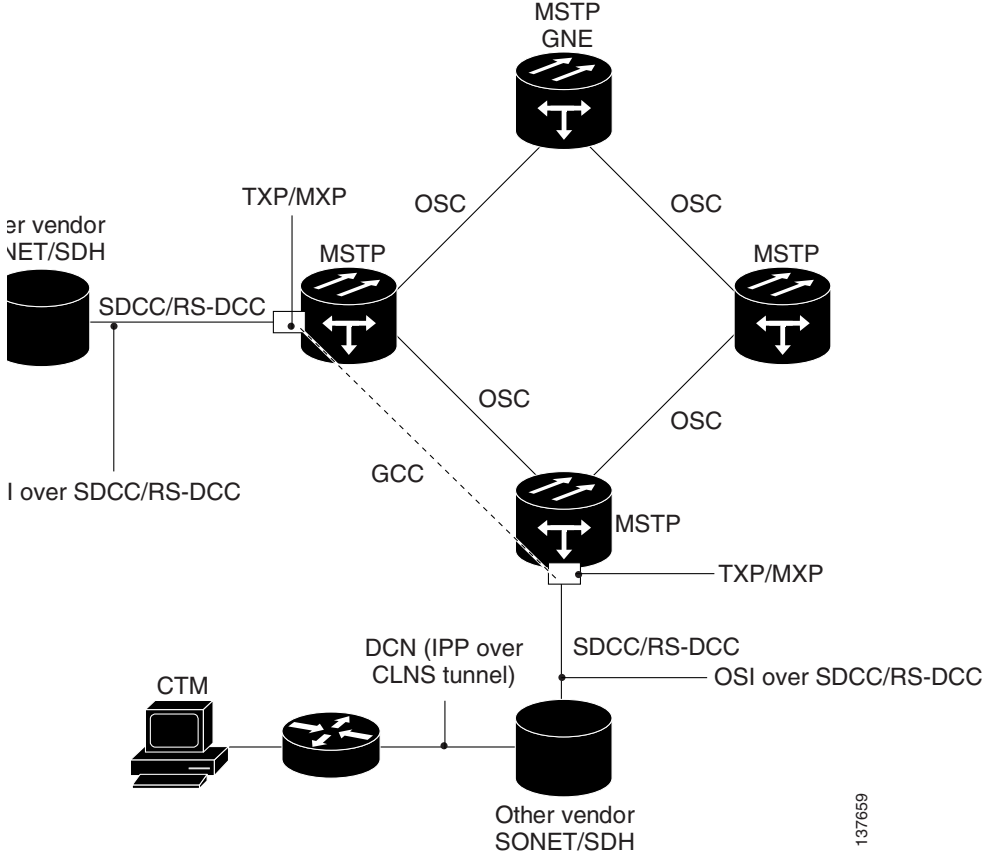 MSTP
GNE
TXP/MXP
OSC
OSC
er vendor
NET/SDH
MSTP
MSTP
SDCC/RS-DCC
OSC
OSC
GCC
I over SDCC/RS-DCC
MSTP
TXP/MXP
DCN (IPP over
CLNS tunnel)
SDCC/RS-DCC
OSI over SDCC/RS-DCC
CTM
Other vendor
SONET/SDH
137659